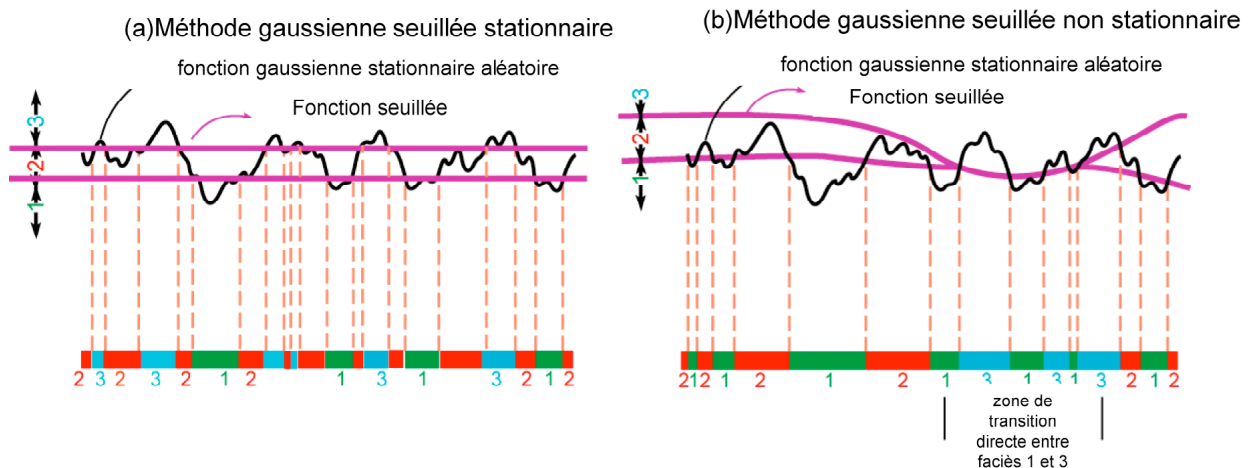 (a)Méthode gaussienne seuillée stationnaire
fonction gaussienne stationnaire aléatoire
Fonction seuillée
3
2
1
2 3 2 3 2 1 2 1 3 1 3 2 1 2
(b)Méthode gaussienne seuillée non stationnaire
fonction gaussienne stationnaire aléatoire
Fonction seuillée
3
2
1
2 1 2 1 2 1 2 1 3 1 3 1 3 2 1 2
zone de
transition
directe entre
faciès 1 et 3